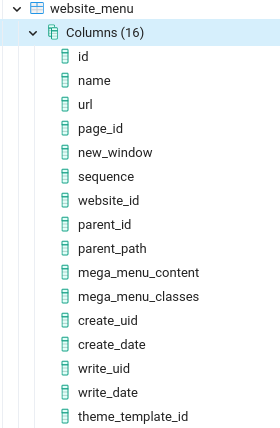 website_menu
Columns (16)
id
name
url
page_id
new_window
sequence
website_id
parent_id
parent_path
mega_menu_content
mega_menu_classes
create_uid
create_date
write_uid
write_date
theme_template_id